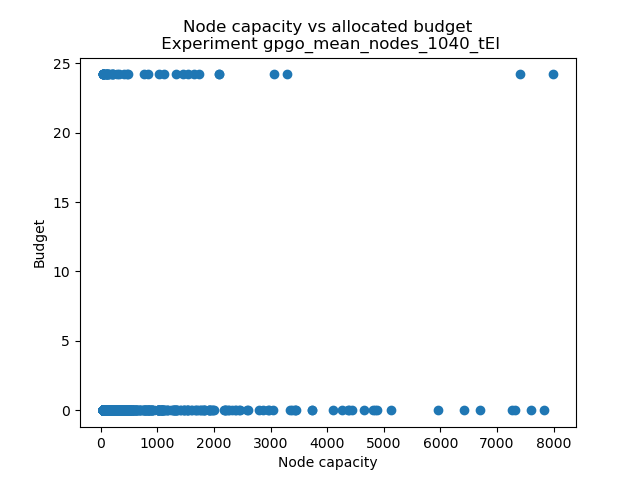 Node capacity vs allocated budget
Experiment gpgo_mean_nodes_1040_tEI
25
20
15
10
5
0
Budget
0 1000 2000 3000 4000 5000 6000 7000 8000
Node capacity